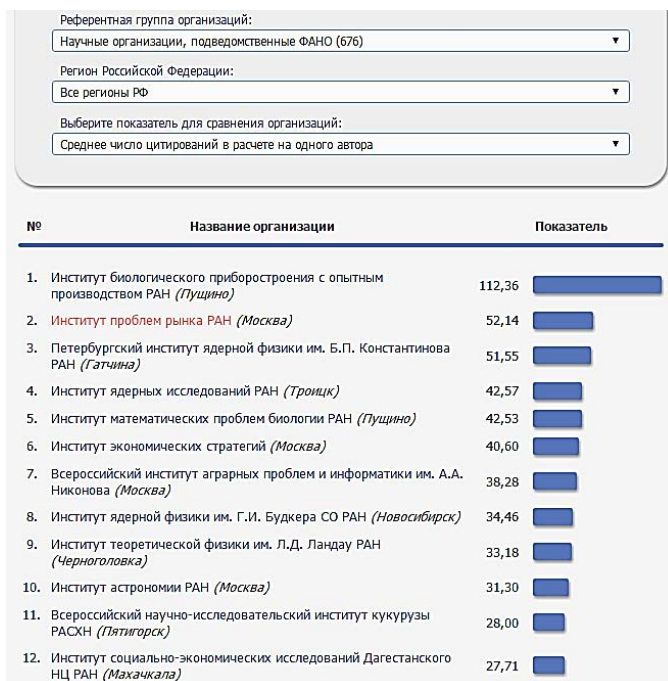 Референтная группа организаций:
Научные организации, подведомственные ФАНО (676)
Регион Российской Федерации:
Все регионы РФ
Выберите показатель для сравнения организаций:
Среднее число цитирований в расчете на одного автора
№ Название организации Показатель
1. Институт биологического приборостроения с опытным
производством РАН (Пущино) 112,36
2. Институт проблем рынка РАН (Москва) 52,14
3. Петербургский институт ядерной физики им. Б.П. Константинова
РАН (Гатчина) 51,55
4. Институт ядерных исследований РАН (Троицк) 42,57
5. Институт математических проблем биологии РАН (Пущино) 42,53
6. Институт экономических стратегий (Москва) 40,60
7. Всероссийский институт аграрных проблем и информатики им. А.А.
Никонова (Москва) 38,28
8. Институт ядерной физики им. Г.И. Будкера СО РАН (Новосибирск) 34,46
9. Институт теоретической физики им. Л.Д. Ландау РАН
(Черноголовка) 33,18
10. Институт астрономии РАН (Москва) 31,30
11. Всероссийский научно-исследовательский институт кукурузы
РАСХН (Пятигорск) 28,00
12. Институт социально-экономических исследований Дагестанского
НЦ РАН (Махачкала) 27,71